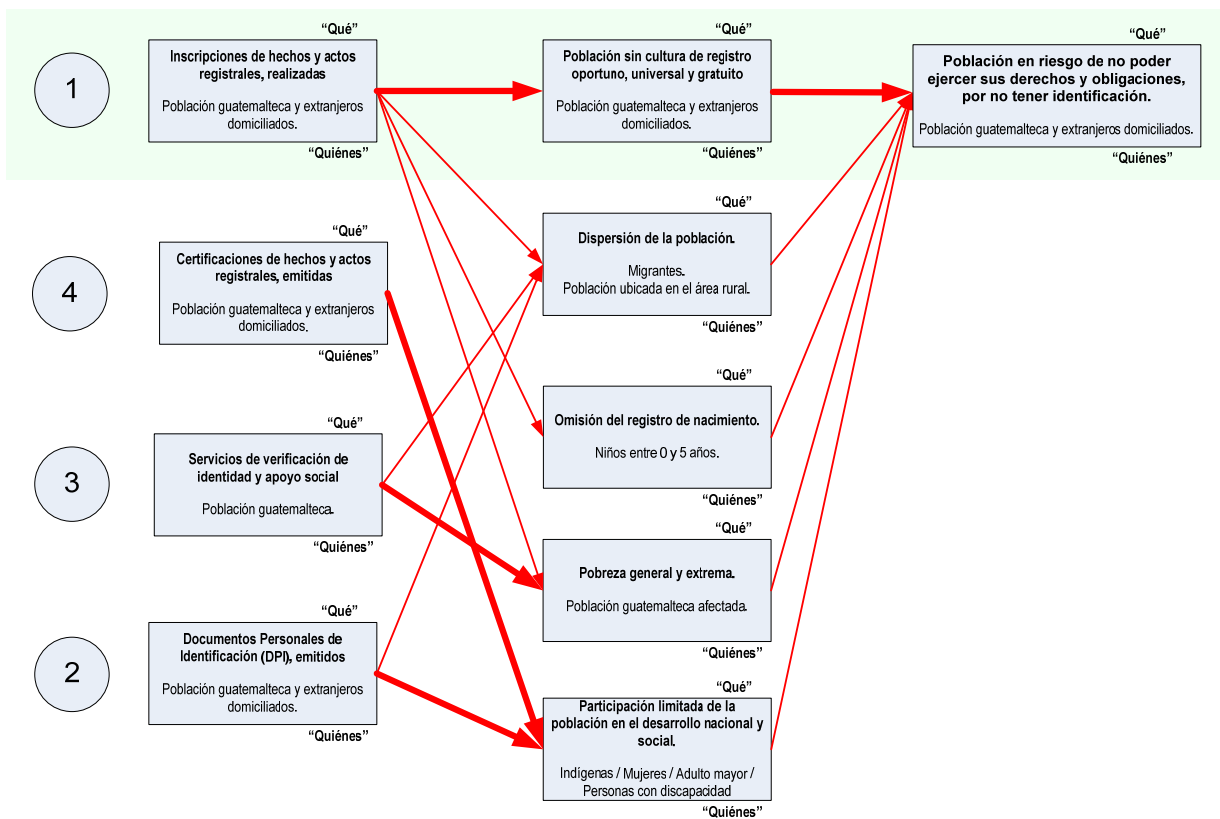 “Qué”
1
Inscripciones de hechos y actos
registrales, realizadas
Población guatemalteca y extranjeros
domiciliados.
“Quiénes”
“Qué”
Población sin cultura de registro
oportuno, universal y gratuito
Población guatemalteca y extranjeros
domiciliados.
“Quiénes”
“Qué”
Población en riesgo de no poder
ejercer sus derechos y obligaciones,
por no tener identificación.
Población guatemalteca y extranjeros domiciliados.
“Quiénes”
“Qué”
4
Certificaciones de hechos y actos
registrales, emitidas
Población guatemalteca y extranjeros
domiciliados.
“Quiénes”
“Qué”
Dispersión de la población.
Migrantes.
Población ubicada en el área rural.
“Quiénes”
“Qué”
Omisión del registro de nacimiento.
Niños entre 0 y 5 años.
“Quiénes”
“Qué”
3
Servicios de verificación de
identidad y apoyo social
Población guatemalteca.
“Quiénes”
“Qué”
Pobreza general y extrema.
Población guatemalteca afectada.
“Quiénes”
“Qué”
2
Documentos Personales de
Identificación (DPI), emitidos
Población guatemalteca y extranjeros
domiciliados.
“Quiénes”
“Qué”
Participación limitada de la
población en el desarrollo nacional y
social.
Indígenas / Mujeres / Adulto mayor /
Personas con discapacidad
“Quiénes”